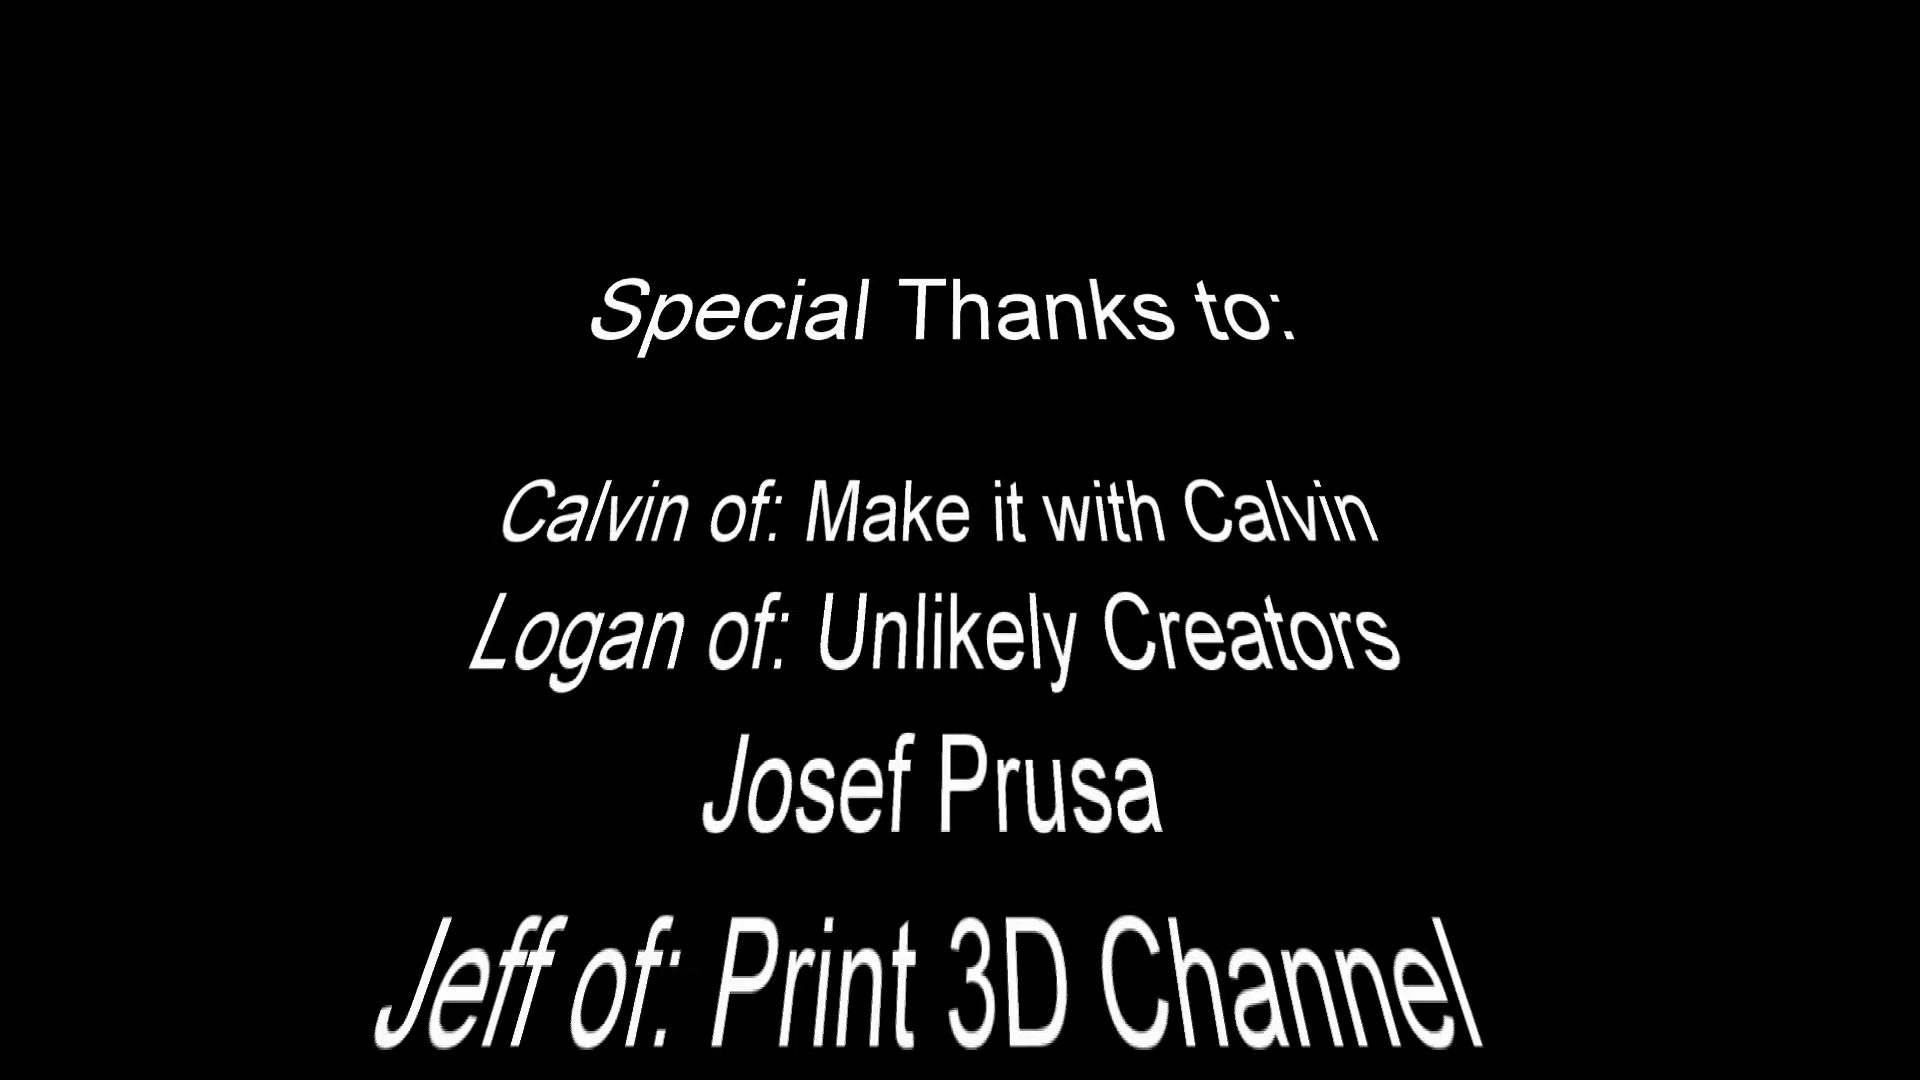 Special Thanks to:
Calvin of: Make it with Calvin
Logan of: Unlikely Creators
Josef Prusa
Jeff of: Print 3D Channel